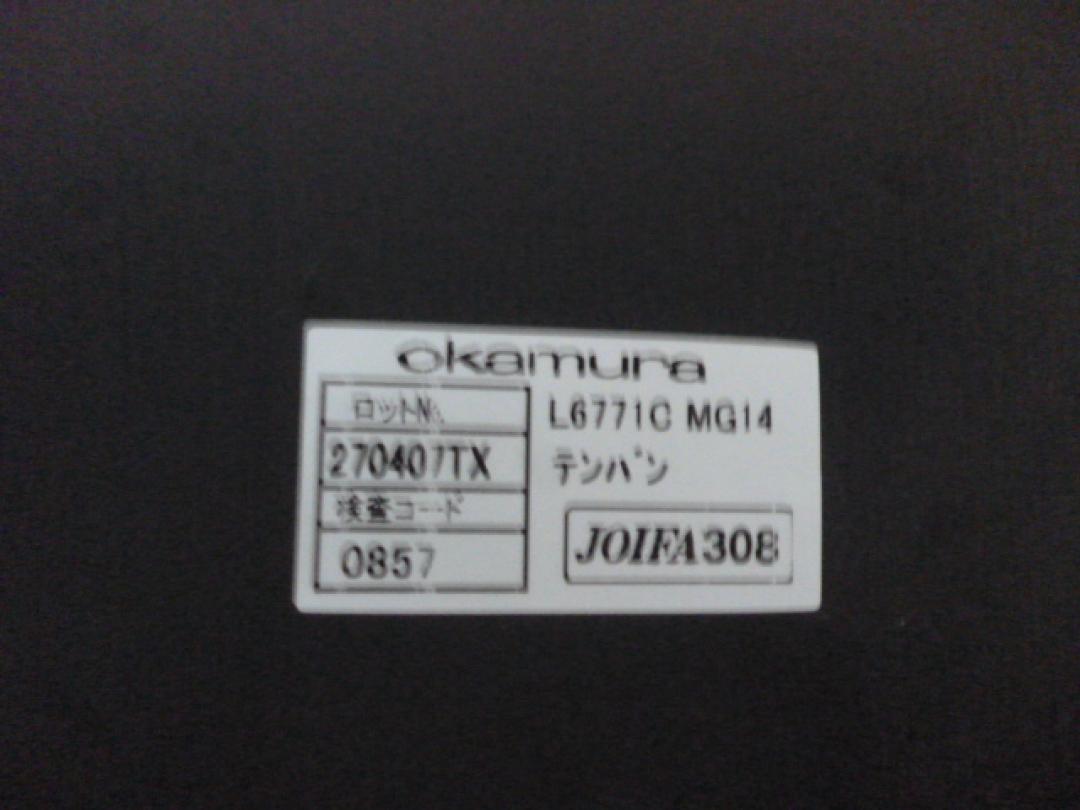 okamura
ロット№
270407TX
検査コード
0857
L6771C MG14
テンバン
JOIFA308